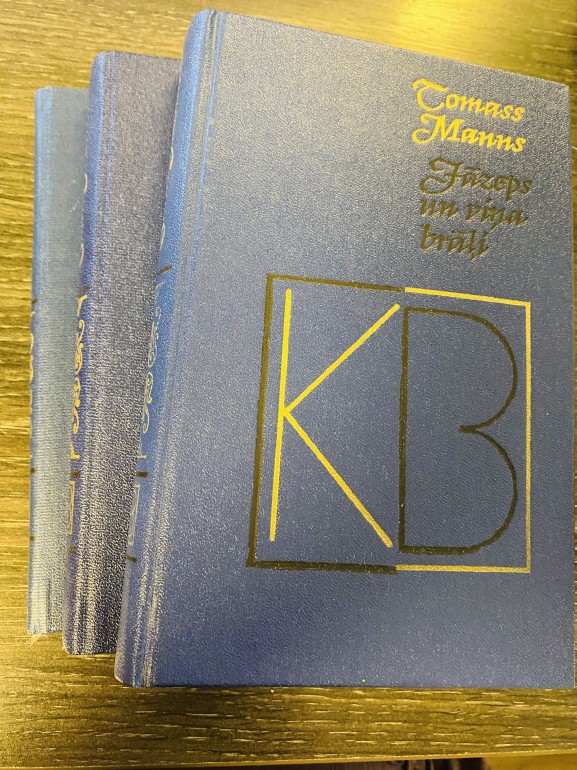 Tomass
Manns
Jāzeps
un viņa
brāļi
KB